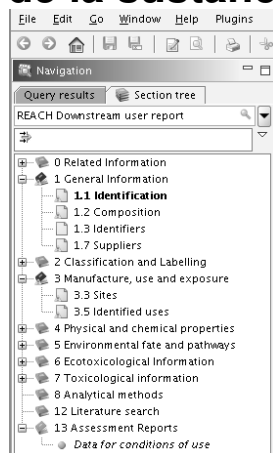 de la sustanc
File Edit Go Window Help Plugins
Navigation
Query results Section tree
REACH Downstream user report
0 Related Information
1 General Information
1.1 Identification
1.2 Composition
1.3 Identifiers
1.7 Suppliers
2 Classification and Labelling
3 Manufacture, use and exposure
3.3 Sites
3.5 Identified uses
4 Physical and chemical properties
5 Environmental fate and pathways
6 Ecotoxicological Information
7 Toxicological information
8 Analytical methods
12 Literature search
13 Assessment Reports
Data for conditions of use